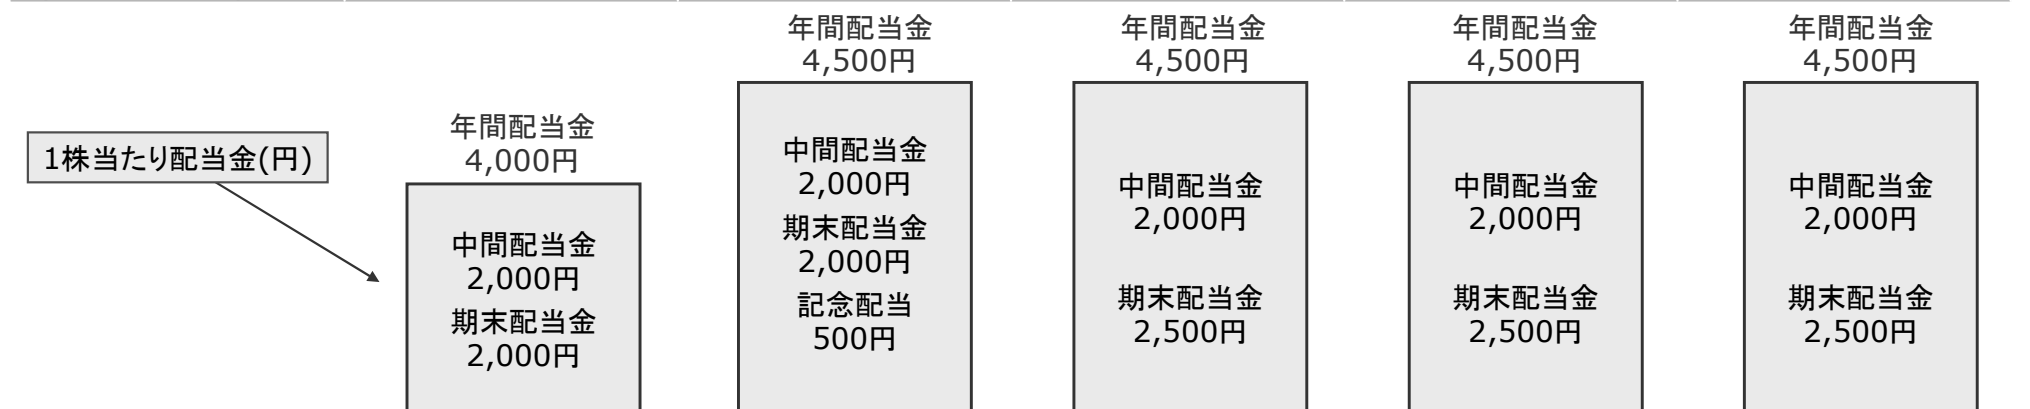 1株当たり配当金(円)
年間配当金
4,000円
中間配当金
2,000円
期末配当金
2,000円
年間配当金
4,500円
中間配当金
2,000円
期末配当金
2,000円
記念配当
500円
年間配当金
4,500円
中間配当金
2,000円
期末配当金
2,500円
年間配当金
4,500円
中間配当金
2,000円
期末配当金
2,500円
年間配当金
4,500円
中間配当金
2,000円
期末配当金
2,500円